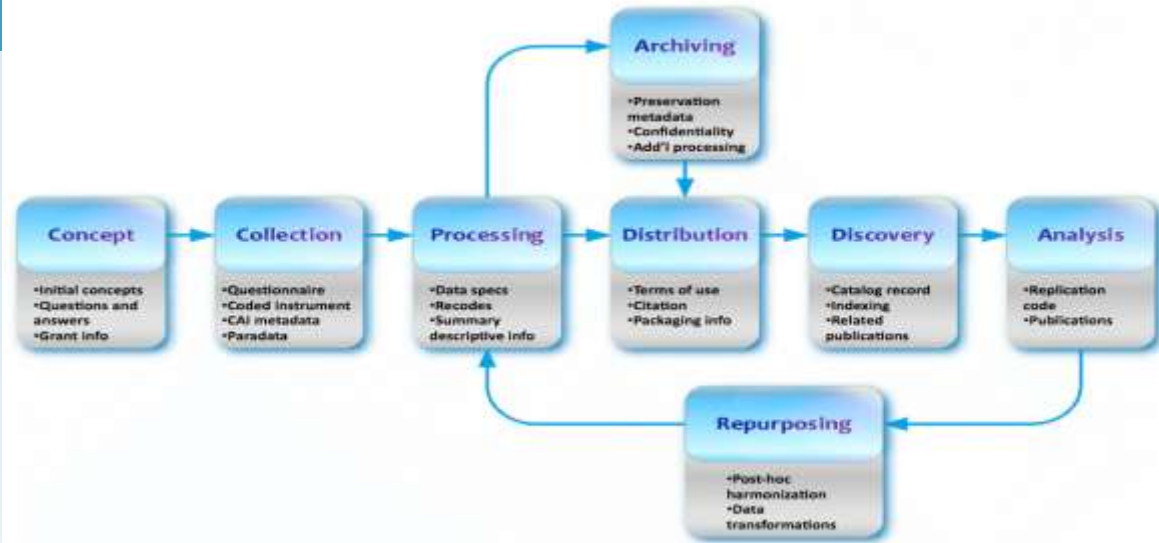 Archiving
•Preservation
metadata
•Confidentiality
•Add'l processing
Concept
•Initial concepts
•Questions and
answers
•Grant info
Collection
•Questionnaire
•Coded instrument
•CAI metadata
•Paradata
Processing
•Data specs
•Recodes
•Summary
descriptive info
Distribution
•Terms of use
•Citation
•Packaging info
Discovery
•Catalog record
•Indexing
•Related
publications
Analysis
•Replication
code
•Publications
Repurposing
•Post-hoc
harmonization
•Data
transformations